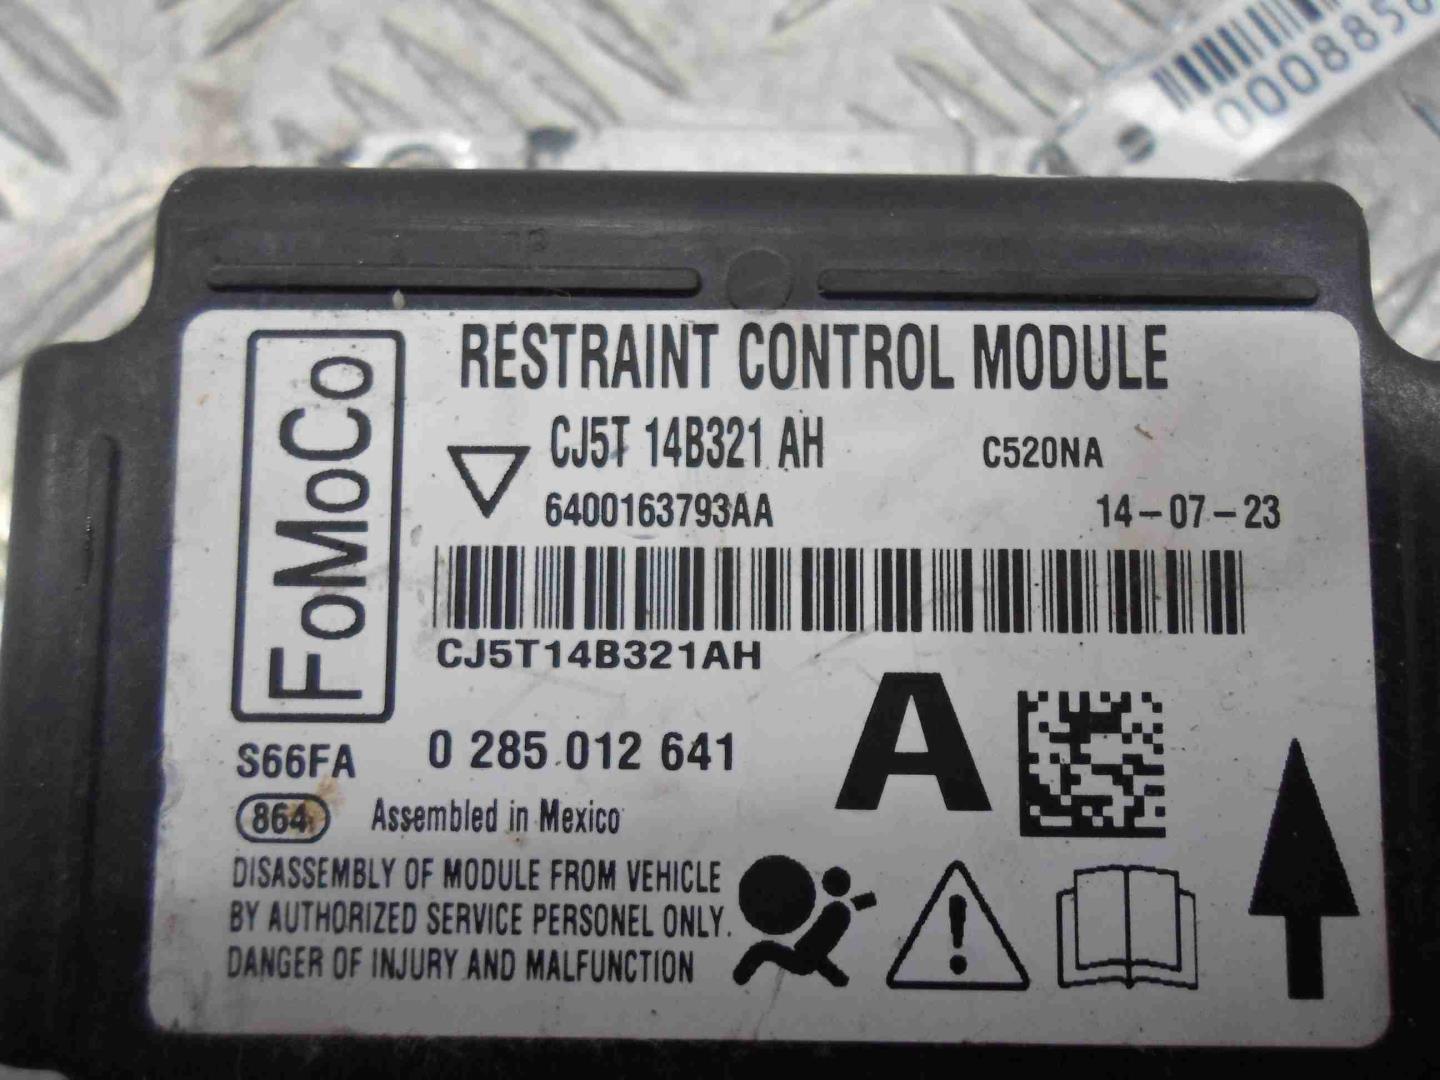 000885
FoMoCo
RESTRAINT CONTROL MODULE
CJ5T 14B321 AH
C520NA
6400163793AA
14-07-23
CJ5T14B321AH
A
S66FA
0 285 012 641
864
Assembled in Mexico
DISASSEMBLY OF MODULE FROM VEHICLE
BY AUTHORIZED SERVICE PERSONEL ONLY.
DANGER OF INJURY AND MALFUNCTION